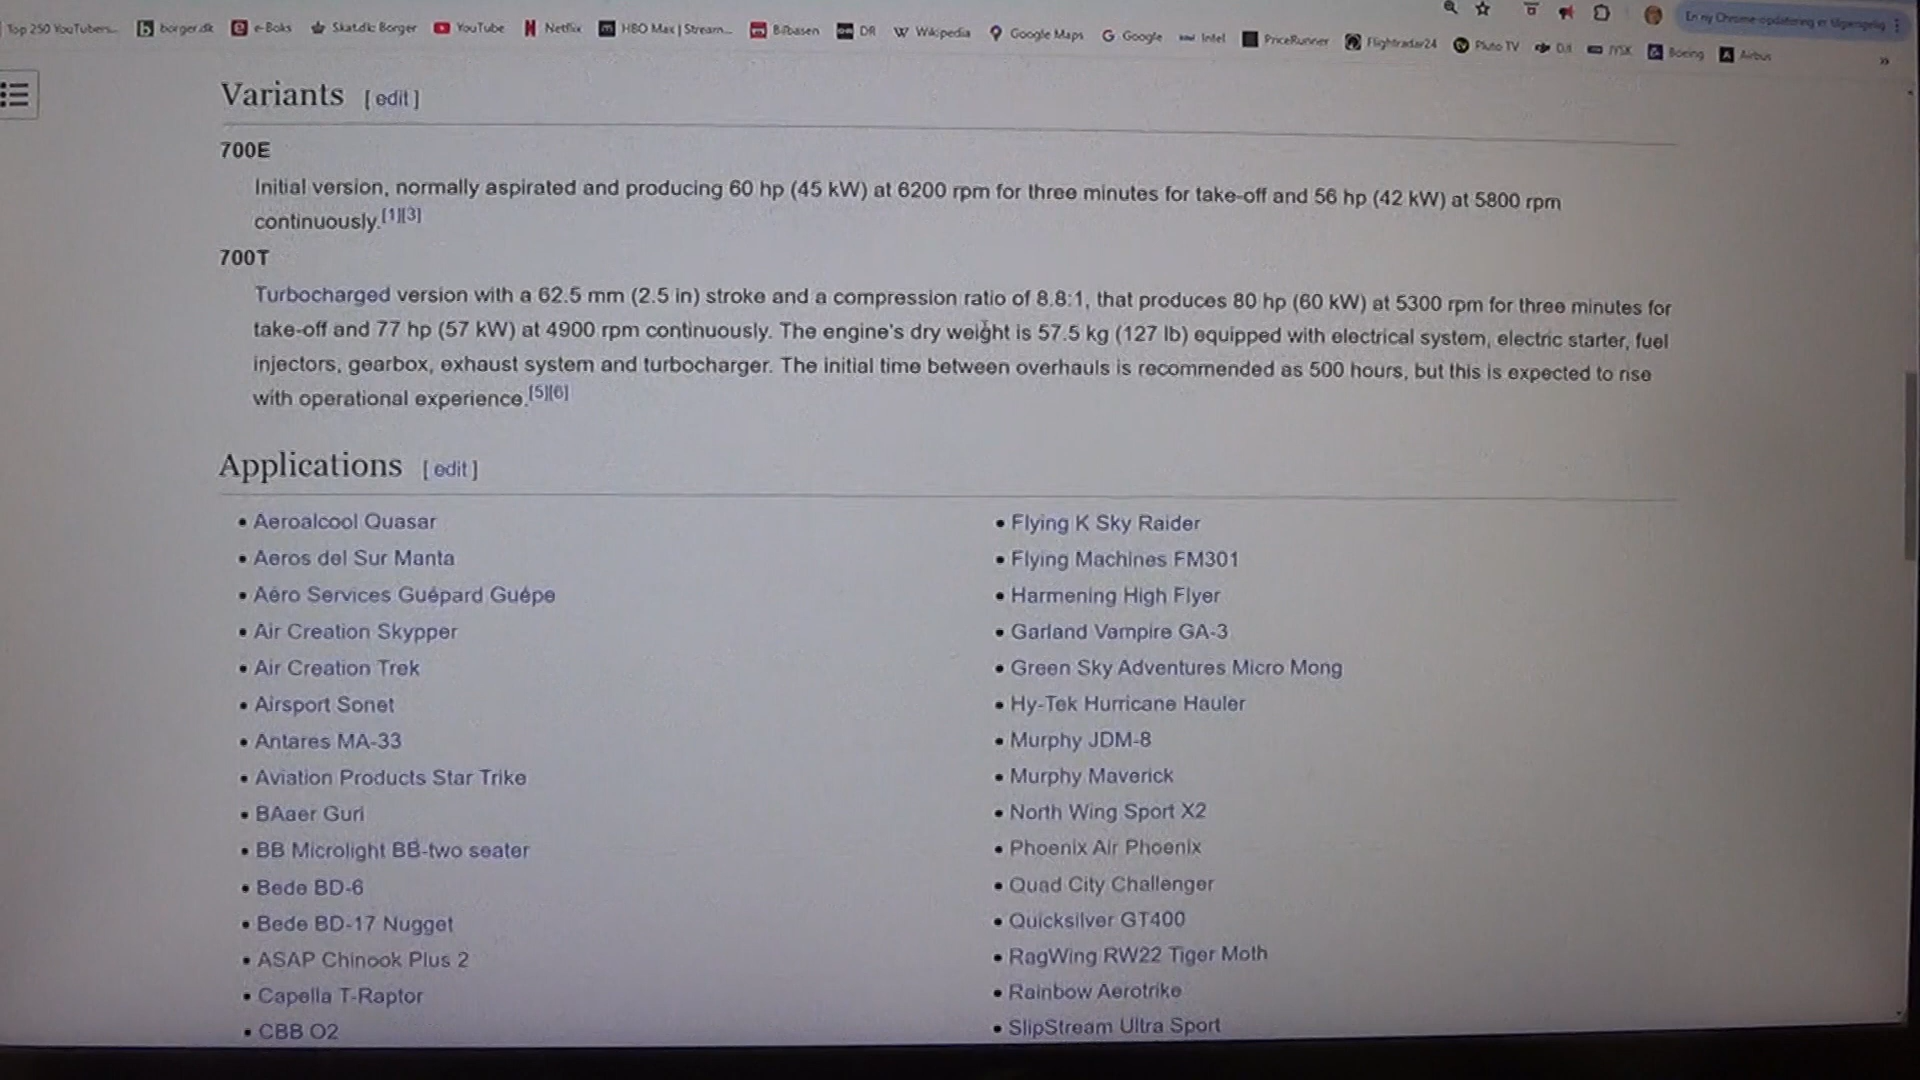 Top 250 YouTubers... borger.dk e-Boks Skat.dk: Borger YouTube Netflix HBO Max | Stream... Bilbasen DR Wikipedia Google Maps Google Intel PriceRunner Flightradar24 Pluto TV DJI JYSK Boeing Airbus »
En ny Chrome-opdatering er tilgængelig
Variants [ edit ]
700E
Initial version, normally aspirated and producing 60 hp (45 kW) at 6200 rpm for three minutes for take-off and 56 hp (42 kW) at 5800 rpm
continuously.[1][3]
700T
Turbocharged version with a 62.5 mm (2.5 in) stroke and a compression ratio of 8.8:1, that produces 80 hp (60 kW) at 5300 rpm for three minutes for
take-off and 77 hp (57 kW) at 4900 rpm continuously. The engine's dry weight is 57.5 kg (127 lb) equipped with electrical system, electric starter, fuel
injectors, gearbox, exhaust system and turbocharger. The initial time between overhauls is recommended as 500 hours, but this is expected to rise
with operational experience.[5][6]
Applications [ edit ]
• Aeroalcool Quasar
• Aeros del Sur Manta
• Aéro Services Guépard Guépe
• Air Creation Skypper
• Air Creation Trek
• Airsport Sonet
• Antares MA-33
• Aviation Products Star Trike
• BAaer Guri
• BB Microlight BB-two seater
• Bede BD-6
• Bede BD-17 Nugget
• ASAP Chinook Plus 2
• Capella T-Raptor
• CBB O2
• Flying K Sky Raider
• Flying Machines FM301
• Harmening High Flyer
• Garland Vampire GA-3
• Green Sky Adventures Micro Mong
• Hy-Tek Hurricane Hauler
• Murphy JDM-8
• Murphy Maverick
• North Wing Sport X2
• Phoenix Air Phoenix
• Quad City Challenger
• Quicksilver GT400
• RagWing RW22 Tiger Moth
• Rainbow Aerotrike
• SlipStream Ultra Sport